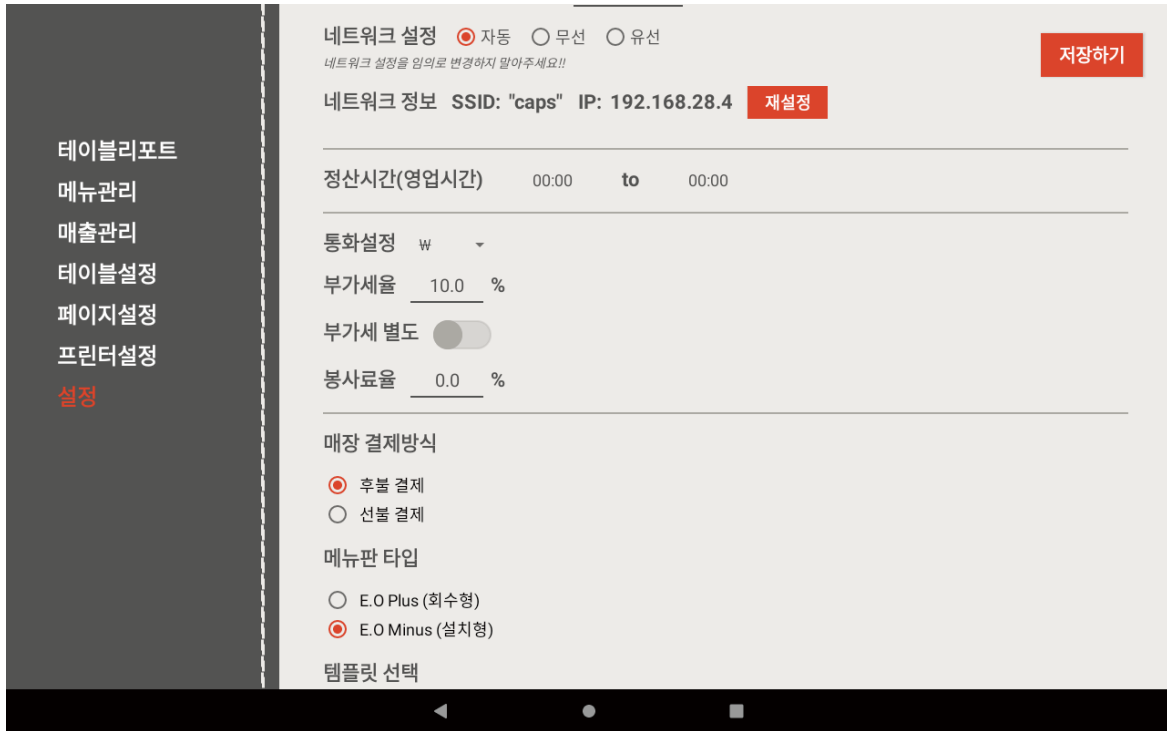 테이블리포트
메뉴관리
매출관리
테이블설정
페이지설정
프린터설정
설정
네트워크 설정 자동 무선 유선
네트워크 설정을 임의로 변경하지 말아주세요!!
저장하기
네트워크 정보 SSID: "caps" IP: 192.168.28.4 재설정
정산시간(영업시간) 00:00 to 00:00
통화설정 ₩
부가세율 10.0 %
부가세 별도
봉사료율 0.0 %
매장 결제방식
후불 결제
선불 결제
메뉴판 타입
E.O Plus (회수형)
E.O Minus (설치형)
템플릿 선택